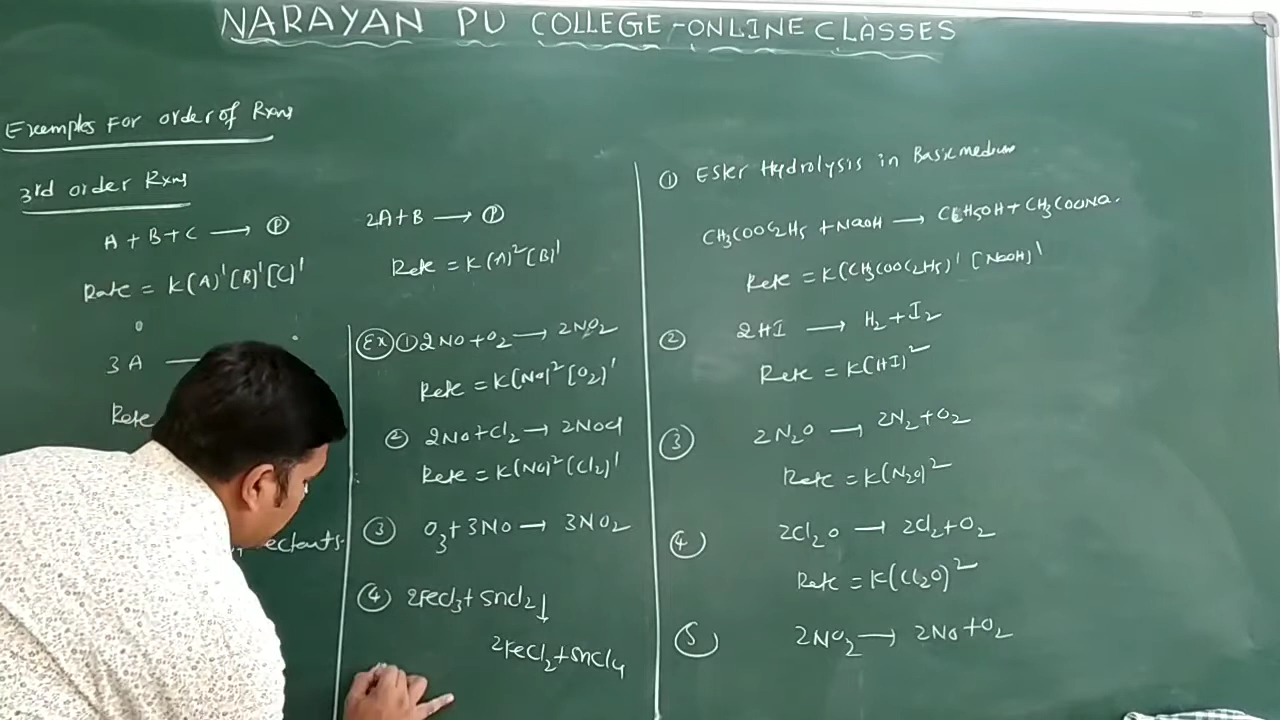 NARAYAN PU COLLEGE-ONLINE CLASSES
Examples For order of Rxns
3rd order Rxns
A + B + C → P
Rate = K[A]¹[B]¹[C]¹
3A
Rate
2A+B → P
Rate = K[A]²[B]¹
Ex ① 2NO+O₂ → 2NO₂
Rate = K[NO]²[O₂]¹
② 2NO+Cl₂ → 2NOCl
Rate = K[NO]²[Cl₂]¹
③ O₃+3NO → 3NO₂
④ 2FeCl₃+SnCl₂ ↓
2FeCl₂+SnCl₄
① Ester Hydrolysis in Basic medium
CH₃COOC₂H₅ + NaOH → C₂H₅OH + CH₃COONa.
Rate = K[CH₃COOC₂H₅]¹ [NaOH]¹
② 2HI → H₂+I₂
Rate = K[HI]²
③ 2N₂O → 2N₂+O₂
Rate = K[N₂O]²
④ 2Cl₂O → 2Cl₂+O₂
Rate = K[Cl₂O]²
⑤ 2NO₂ → 2NO+O₂